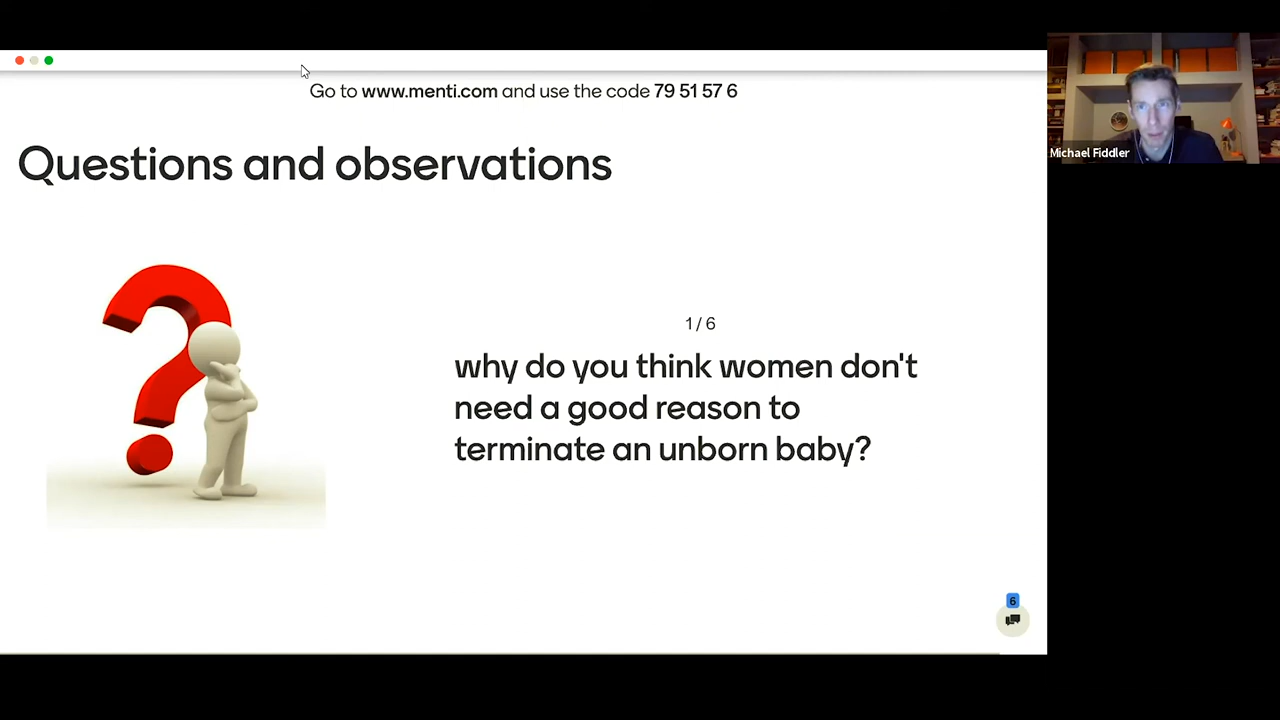 Go to www.menti.com and use the code 79 51 57 6
Questions and observations
Michael Fiddler
1 / 6
why do you think women don't
need a good reason to
terminate an unborn baby?
6